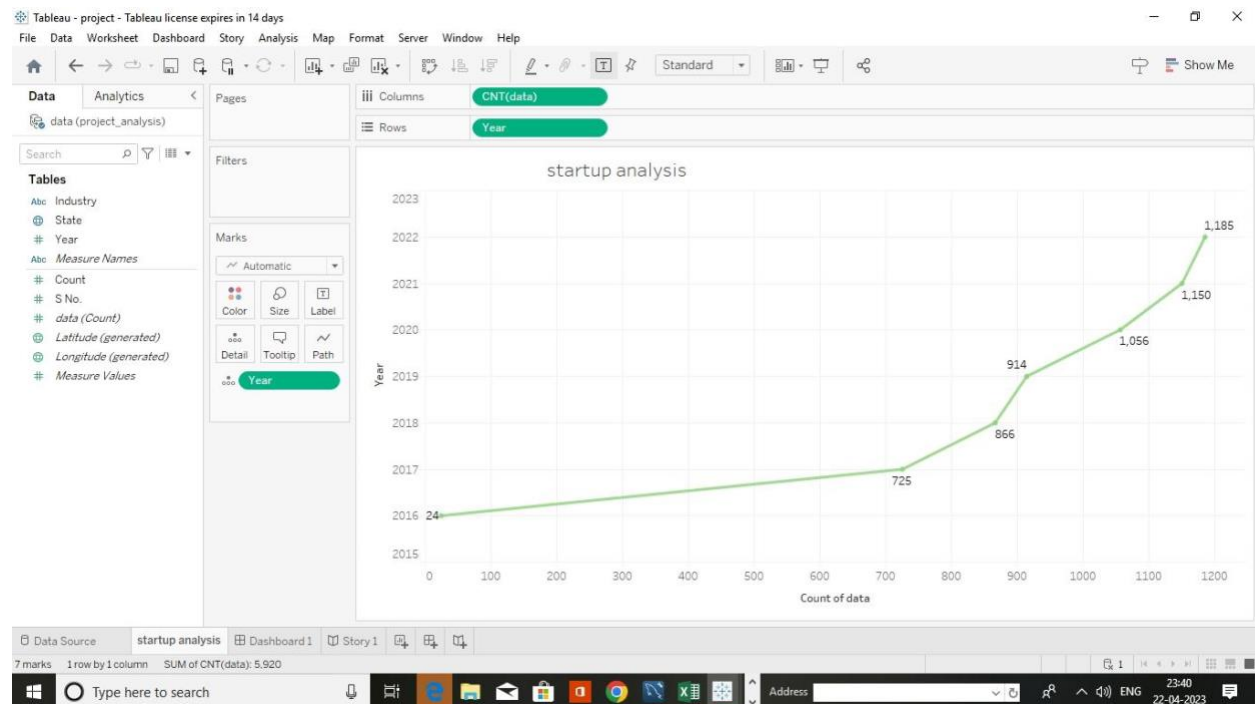 Tableau - project - Tableau license expires in 14 days
File Data Worksheet Dashboard Story Analysis Map Format Server Window Help
Standard
Show Me
Data Analytics
data (project_analysis)
Search
Tables
Abc Industry
State
# Year
Abc Measure Names
# Count
# S No.
# data (Count)
Latitude (generated)
Longitude (generated)
# Measure Values
Pages
Filters
Marks
Automatic
Color Size Label
Detail Tooltip Path
Year
iii Columns CNT(data)
Rows Year
startup analysis
2023
2022
2021
2020
2019
2018
2017
2016
2015
Year
1,185
1,150
1,056
914
866
725
24
0 100 200 300 400 500 600 700 800 900 1000 1100 1200
Count of data
Data Source startup analysis Dashboard 1 Story 1
7 marks 1 row by 1 column SUM of CNT(data): 5,920
1
Type here to search
Address
ENG
23:40
22-04-2023